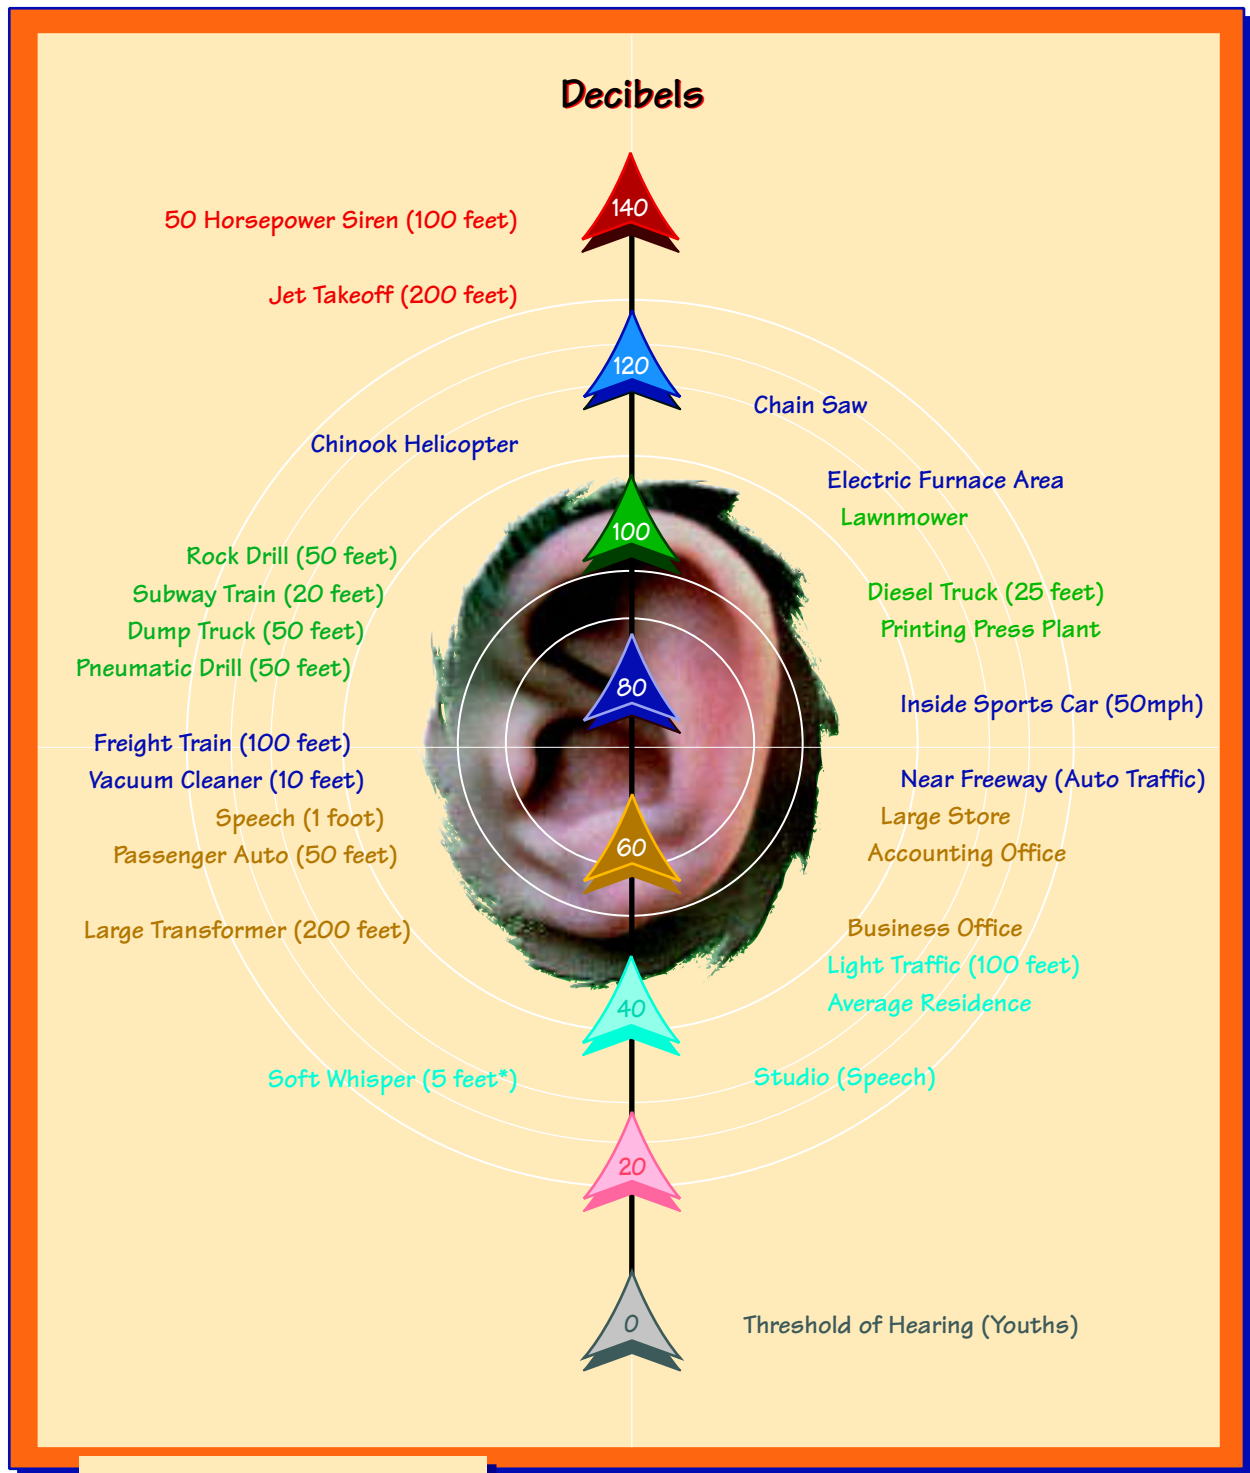 Decibels
140
50 Horsepower Siren (100 feet)
Jet Takeoff (200 feet)
120
Chain Saw
Chinook Helicopter
Electric Furnace Area
Lawnmower
100
Rock Drill (50 feet)
Subway Train (20 feet)
Diesel Truck (25 feet)
Dump Truck (50 feet)
Printing Press Plant
Pneumatic Drill (50 feet)
80
Inside Sports Car (50mph)
Freight Train (100 feet)
Vacuum Cleaner (10 feet)
Near Freeway (Auto Traffic)
Speech (1 foot)
Large Store
60
Passenger Auto (50 feet)
Accounting Office
Large Transformer (200 feet)
Business Office
Light Traffic (100 feet)
Average Residence
40
Soft Whisper (5 feet*)
Studio (Speech)
20
0
Threshold of Hearing (Youths)